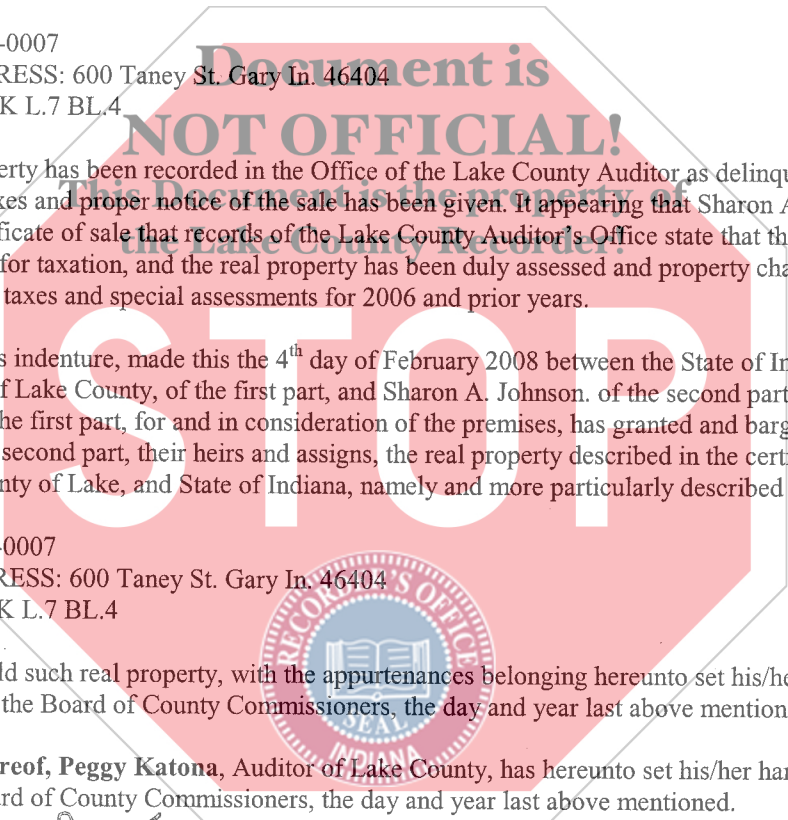 -0007
RESS: 600 Taney St. Gary In. 46404
K L.7 BL.4
Document is
NOT OFFICIAL!
This Document is the property of
the Lake County Recorder!
erty has been recorded in the Office of the Lake County Auditor as delinqu
xes and proper notice of the sale has been given. It appearing that Sharon A
ficate of sale that records of the Lake County Auditor's Office state that th
for taxation, and the real property has been duly assessed and property cha
taxes and special assessments for 2006 and prior years.
STOP
s indenture, made this the 4th day of February 2008 between the State of In
f Lake County, of the first part, and Sharon A. Johnson. of the second part
he first part, for and in consideration of the premises, has granted and barg
second part, their heirs and assigns, the real property described in the certi
nty of Lake, and State of Indiana, namely and more particularly described
-0007
RESS: 600 Taney St. Gary In. 46404
K L.7 BL.4
RECORDER'S OFFICE
SEAL
INDIANA
ld such real property, with the appurtenances belonging hereunto set his/he
the Board of County Commissioners, the day and year last above mention
reof, Peggy Katona, Auditor of Lake County, has hereunto set his/her han
rd of County Commissioners, the day and year last above mentioned.